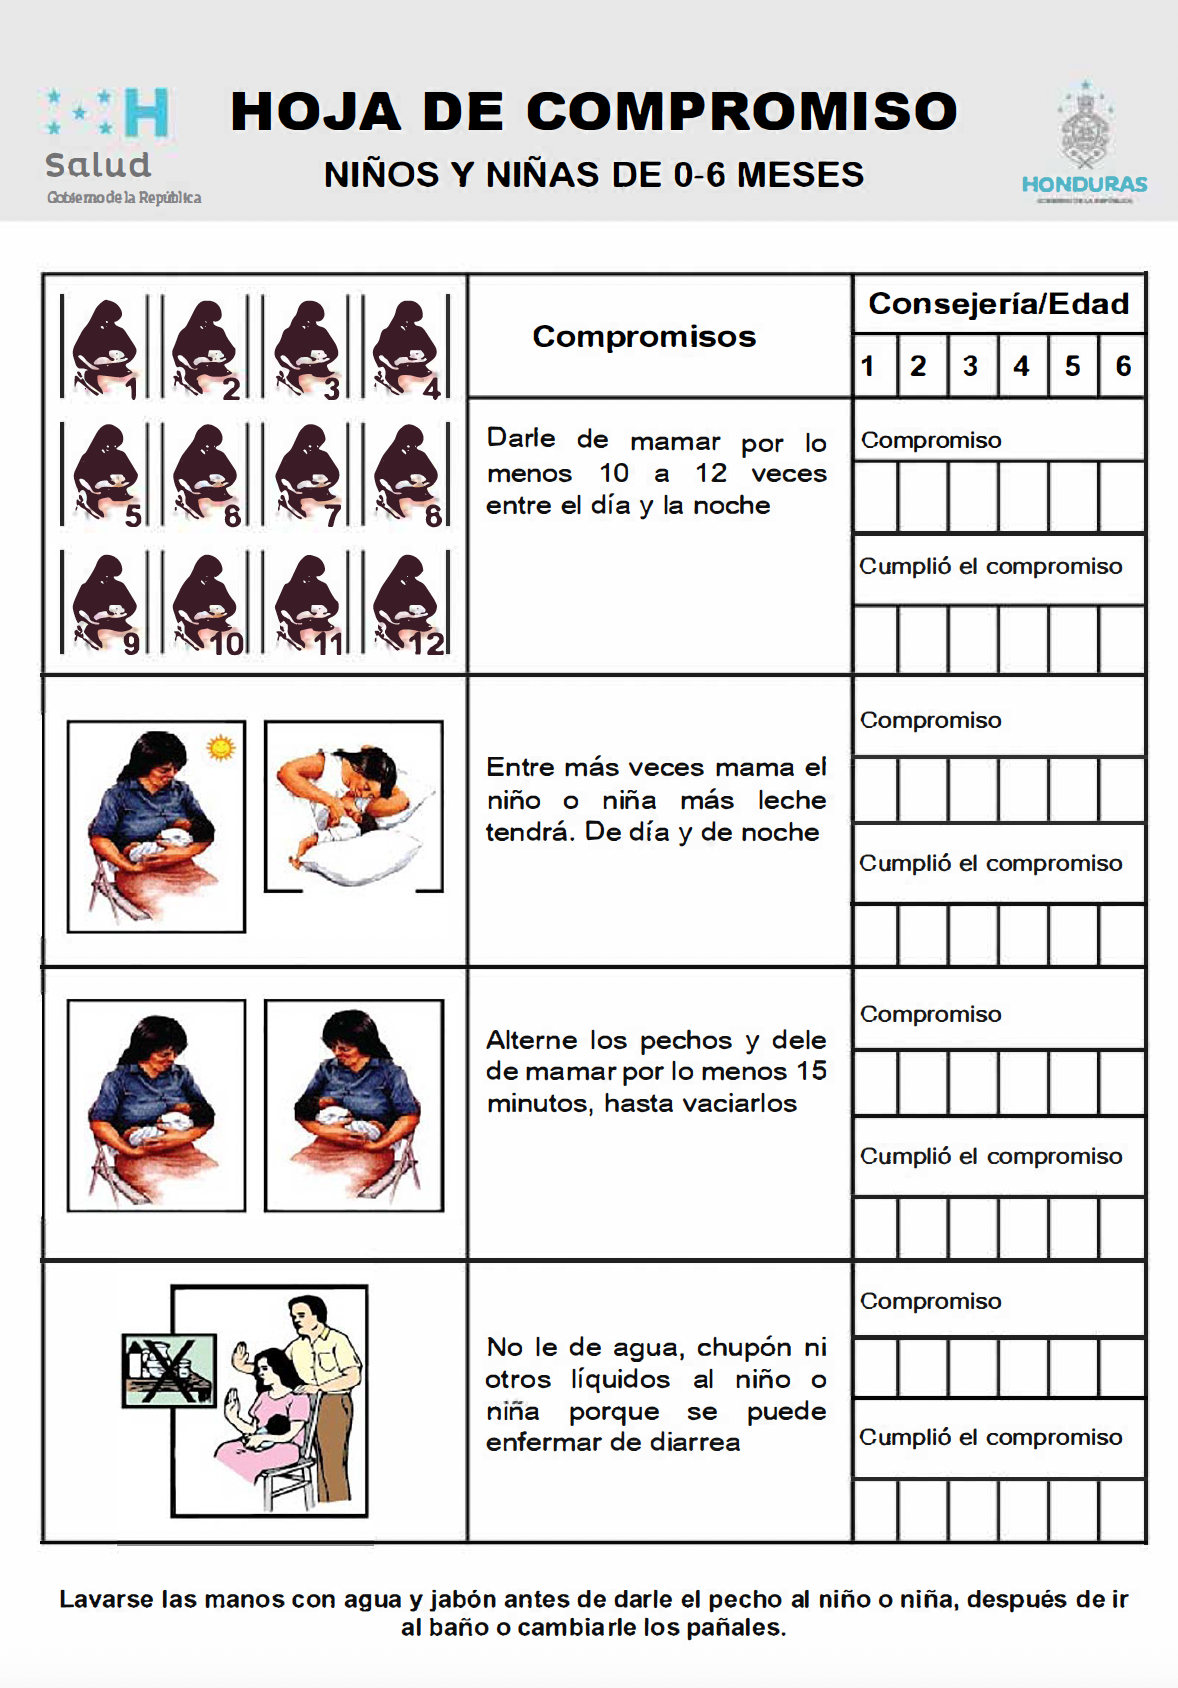 HOJA DE COMPROMISO
NIÑOS Y NIÑAS DE 0-6 MESES
H
Salud
Gobierno de la República
HONDURAS
GOBIERNO DE LA REPÚBLICA
Compromisos
Consejería/Edad
1 2 3 4 5 6
1 2 3 4
5 6 7 8
9 10 11 12
Darle de mamar por lo
menos 10 a 12 veces
entre el día y la noche
Compromiso
Cumplió el compromiso
Entre más veces mama el
niño o niña más leche
tendrá. De día y de noche
Compromiso
Cumplió el compromiso
Alterne los pechos y dele
de mamar por lo menos 15
minutos, hasta vaciarlos
Compromiso
Cumplió el compromiso
No le de agua, chupón ni
otros líquidos al niño o
niña porque se puede
enfermar de diarrea
Compromiso
Cumplió el compromiso
Lavarse las manos con agua y jabón antes de darle el pecho al niño o niña, después de ir
al baño o cambiarle los pañales.